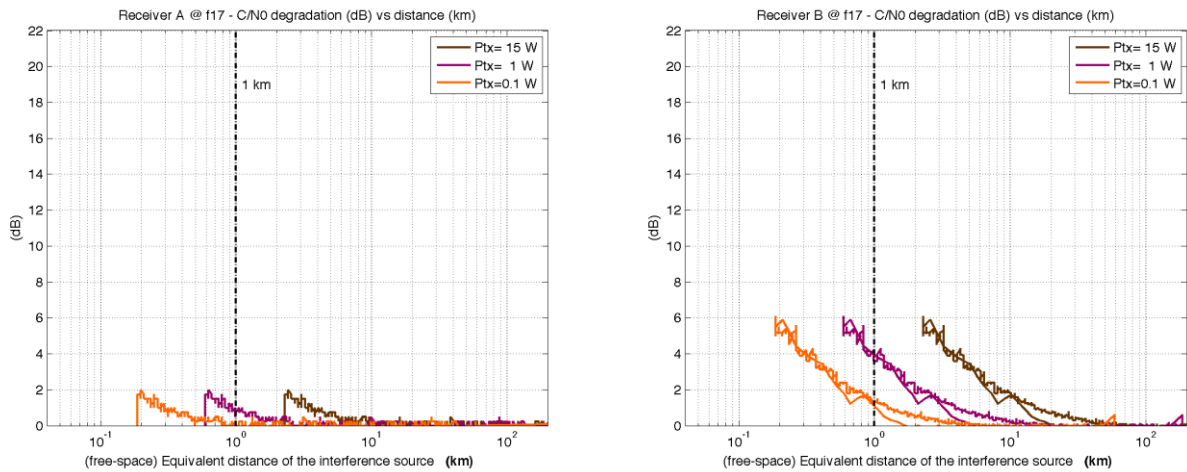 Receiver A @ f17 - C/N0 degradation (dB) vs distance (km)
22
20
18
16
14
12
10
8
6
4
2
0
(dB)
Ptx= 15 W
Ptx= 1 W
Ptx=0.1 W
1 km
10^-1
10^0
10^1
10^2
(free-space) Equivalent distance of the interference source (km)
Receiver B @ f17 - C/N0 degradation (dB) vs distance (km)
22
20
18
16
14
12
10
8
6
4
2
0
(dB)
Ptx= 15 W
Ptx= 1 W
Ptx=0.1 W
1 km
10^-1
10^0
10^1
10^2
(free-space) Equivalent distance of the interference source (km)